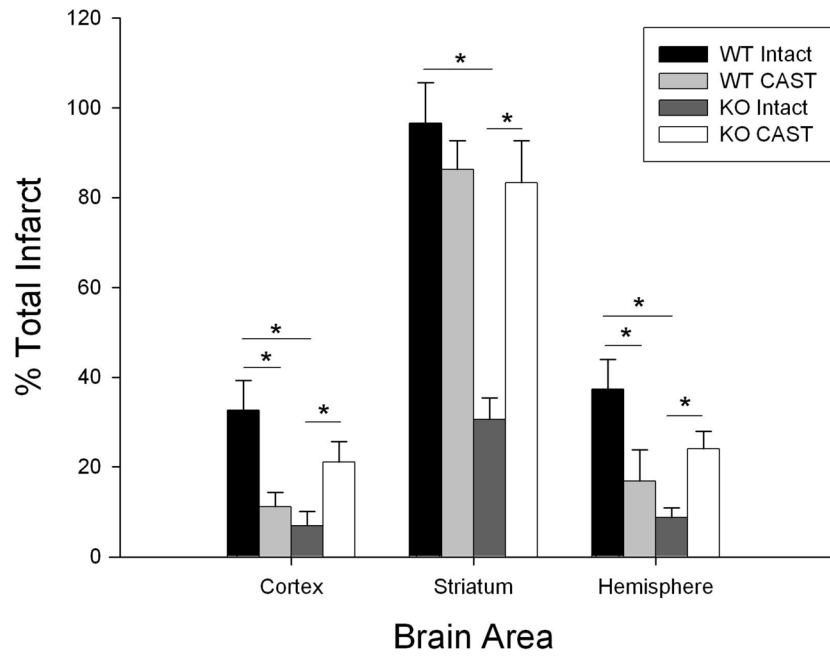 120
100
80
60
40
20
0
% Total Infarct
WT Intact
WT CAST
KO Intact
KO CAST
*
*
*
*
*
*
*
*
Cortex
Striatum
Hemisphere
Brain Area